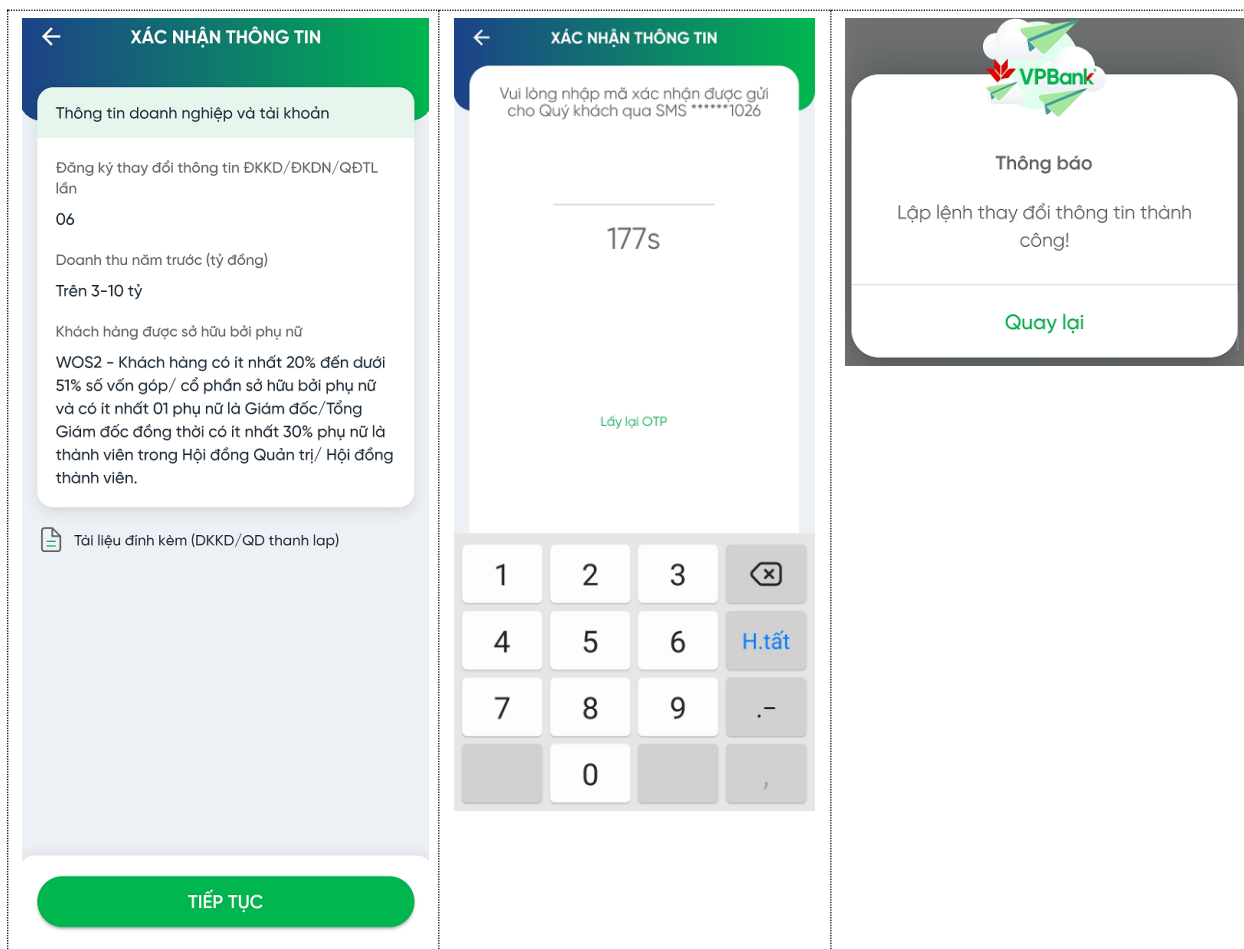 XÁC NHẬN THÔNG TIN
Thông tin doanh nghiệp và tài khoản
Đăng ký thay đổi thông tin ĐKKD/ĐKDN/QĐTL
lần
06
Doanh thu năm trước (tỷ đồng)
Trên 3-10 tỷ
Khách hàng được sở hữu bởi phụ nữ
WOS2 - Khách hàng có ít nhất 20% đến dưới
51% số vốn góp/ cổ phần sở hữu bởi phụ nữ
và có ít nhất 01 phụ nữ là Giám đốc/Tổng
Giám đốc đồng thời có ít nhất 30% phụ nữ là
thành viên trong Hội đồng Quản trị/ Hội đồng
thành viên.
Tài liệu đính kèm (DKKD/QD thanh lap)
TIẾP TỤC
XÁC NHẬN THÔNG TIN
Vui lòng nhập mã xác nhận được gửi
cho Quý khách qua SMS ******1026
177s
Lấy lại OTP
1 2 3
4 5 6 H.tất
7 8 9 .-
0 ,
VPBank
Thông báo
Lập lệnh thay đổi thông tin thành
công!
Quay lại